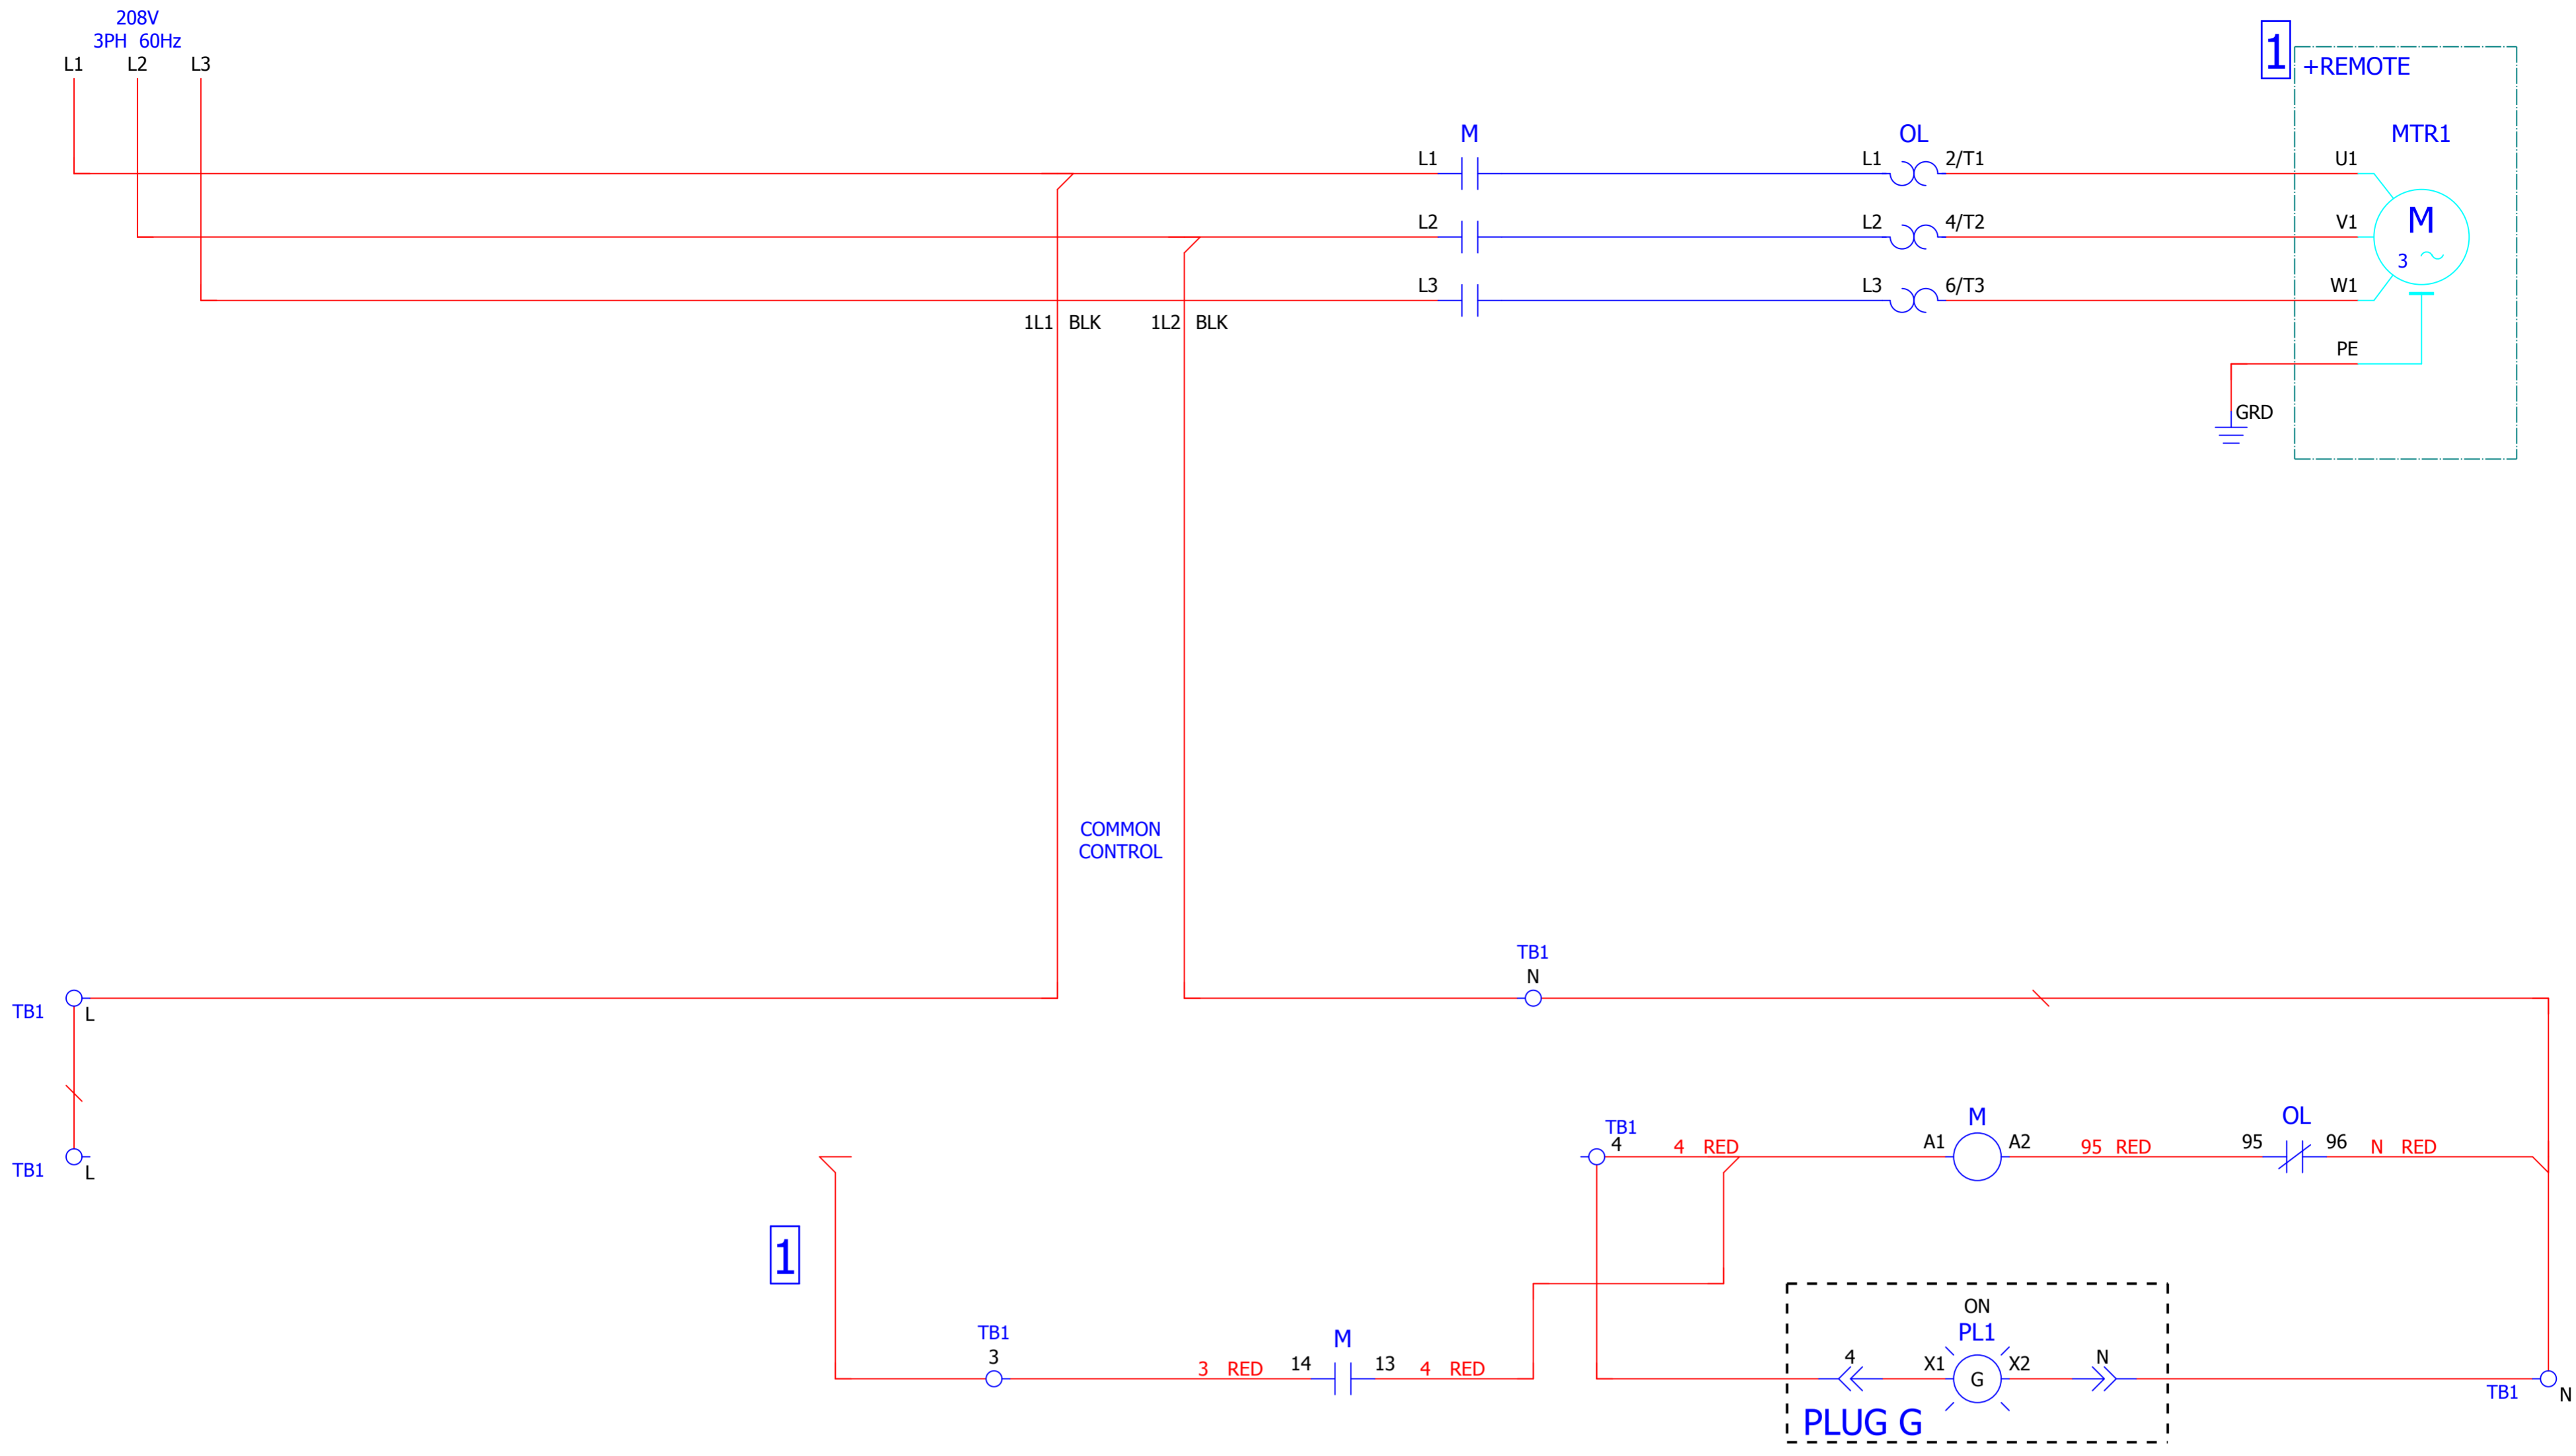 208V
3PH 60Hz
L1 L2 L3
1
+REMOTE
M OL MTR1
L1 L1 2/T1 U1
L2 L2 4/T2 V1
M
3
L3 L3 6/T3 W1
1L1 BLK 1L2 BLK
PE
GRD
COMMON
CONTROL
TB1
N
TB1 L
TB1
4 4 RED
M
A1 A2 95 RED
OL
95 96 N RED
TB1 L
1
TB1
3
3 RED
M
14 13 4 RED
ON
PL1
4 X1 G X2 N
PLUG G
TB1 N